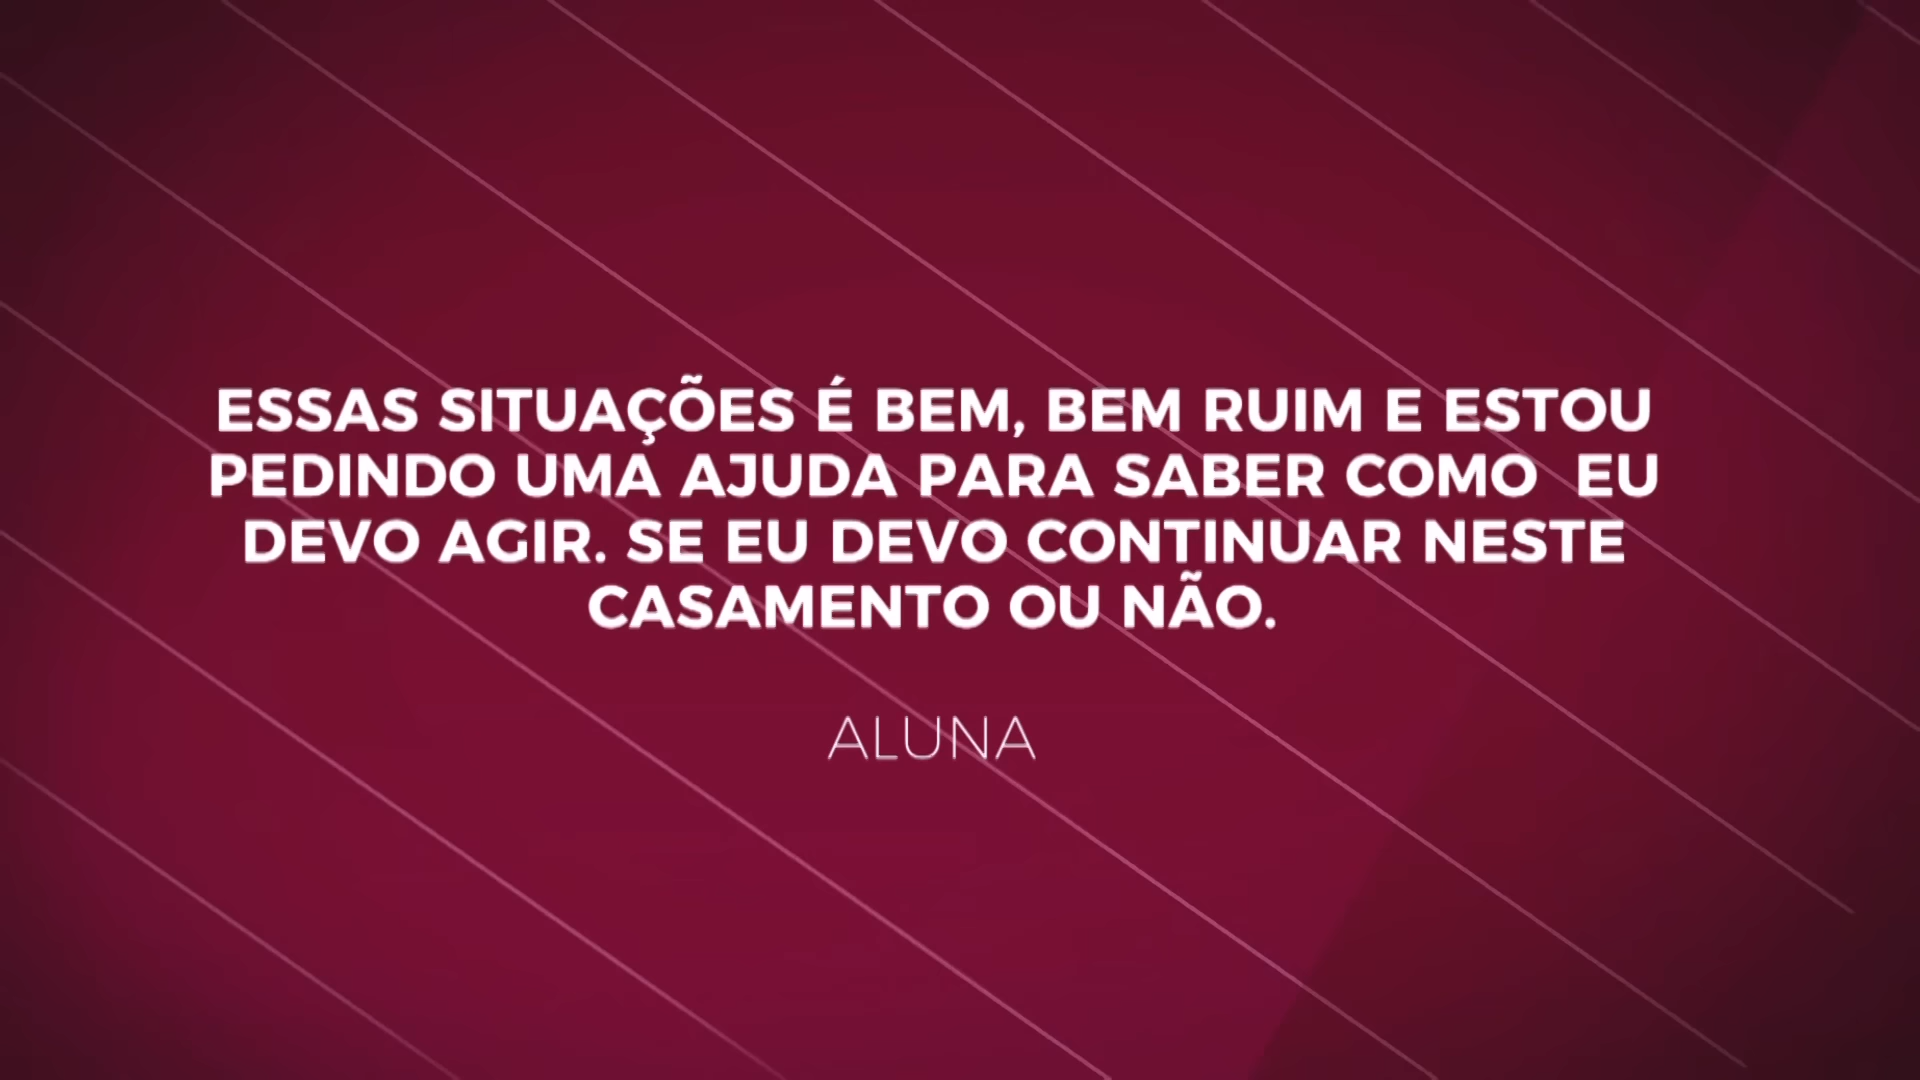 ESSAS SITUAÇÕES É BEM, BEM RUIM E ESTOU
PEDINDO UMA AJUDA PARA SABER COMO  EU
DEVO AGIR. SE EU DEVO CONTINUAR NESTE
CASAMENTO OU NÃO.
ALUNA